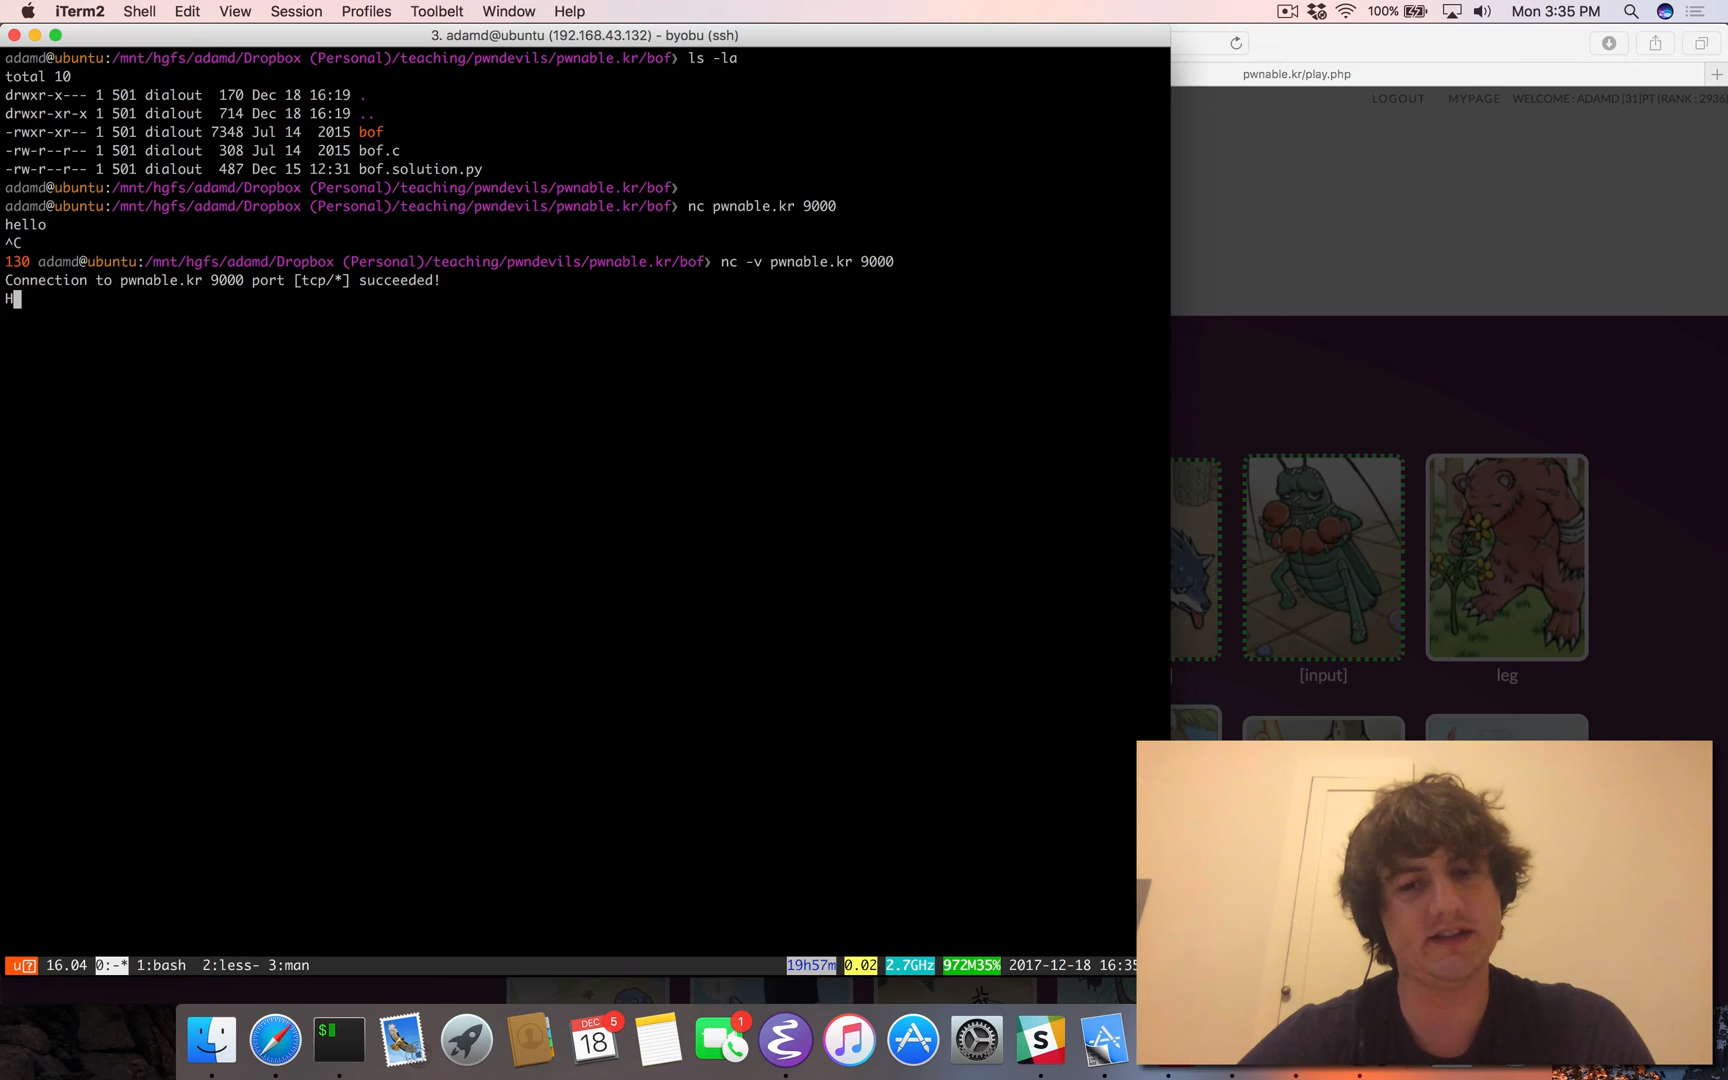 iTerm2 Shell Edit View Session Profiles Toolbelt Window Help 100% Mon 3:35 PM
3. adamd@ubuntu (192.168.43.132) - byobu (ssh)
adamd@ubuntu:/mnt/hgfs/adamd/Dropbox (Personal)/teaching/pwndevils/pwnable.kr/bof❭ ls -la
total 10
drwxr-x--- 1 501 dialout  170 Dec 18 16:19 .
drwxr-xr-x 1 501 dialout  714 Dec 18 16:19 ..
-rwxr-xr-- 1 501 dialout 7348 Jul 14  2015 bof
-rw-r--r-- 1 501 dialout  308 Jul 14  2015 bof.c
-rw-r--r-- 1 501 dialout  487 Dec 15 12:31 bof.solution.py
adamd@ubuntu:/mnt/hgfs/adamd/Dropbox (Personal)/teaching/pwndevils/pwnable.kr/bof❭
adamd@ubuntu:/mnt/hgfs/adamd/Dropbox (Personal)/teaching/pwndevils/pwnable.kr/bof❭ nc pwnable.kr 9000
hello
^C
130 adamd@ubuntu:/mnt/hgfs/adamd/Dropbox (Personal)/teaching/pwndevils/pwnable.kr/bof❭ nc -v pwnable.kr 9000
Connection to pwnable.kr 9000 port [tcp/*] succeeded!
H
pwnable.kr/play.php
LOGOUT MYPAGE WELCOME : ADAMD [31]PT (RANK : 2936)
] [input] leg
u? 16.04 0:-* 1:bash 2:less- 3:man 19h57m 0.02 2.7GHz 972M35% 2017-12-18 16:35
$
DEC 18 5
1
S